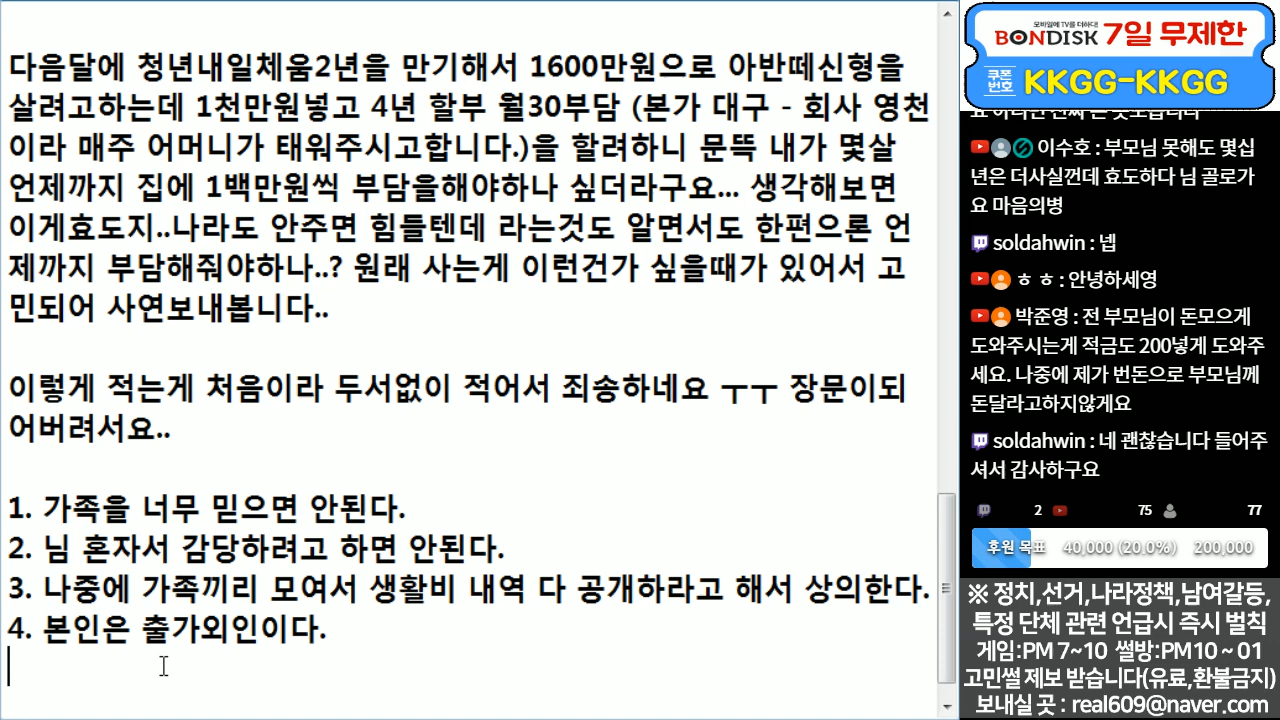 다음달에 청년내일체움2년을 만기해서 1600만원으로 아반떼신형을
살려고하는데 1천만원넣고 4년 할부 월30부담 (본가 대구 - 회사 영천
이라 매주 어머니가 태워주시고합니다.)을 할려하니 문뜩 내가 몇살
언제까지 집에 1백만원씩 부담을해야하나 싶더라구요... 생각해보면
이게효도지..나라도 안주면 힘들텐데 라는것도 알면서도 한편으론 언
제까지 부담해줘야하나..? 원래 사는게 이런건가 싶을때가 있어서 고
민되어 사연보내봅니다..
이렇게 적는게 처음이라 두서없이 적어서 죄송하네요 ㅜㅜ 장문이되
어버려서요..
1. 가족을 너무 믿으면 안된다.
2. 님 혼자서 감당하려고 하면 안된다.
3. 나중에 가족끼리 모여서 생활비 내역 다 공개하라고 해서 상의한다.
4. 본인은 출가외인이다.
모바일에 TV를 더하다!
BONDISK 7일 무제한
쿠폰
번호 KKGG-KKGG
이수호 : 부모님 못해도 몇십
년은 더사실껀데 효도하다 님 골로가
요 마음의병
soldahwin : 넵
ㅎ ㅎ : 안녕하세영
박준영 : 전 부모님이 돈모으게
도와주시는게 적금도 200넣게 도와주
세요. 나중에 제가 번돈으로 부모님께
돈달라고하지않게요
soldahwin : 네 괜찮습니다 들어주
셔서 감사하구요
2 75 77
후원 목표 40,000 (20.0%) 200,000
※ 정치,선거,나라정책,남여갈등,
특정 단체 관련 언급시 즉시 벌칙
게임:PM 7~10 썰방:PM10 ~ 01
고민썰 제보 받습니다(유료,환불금지)
보내실 곳 : real609@naver.com